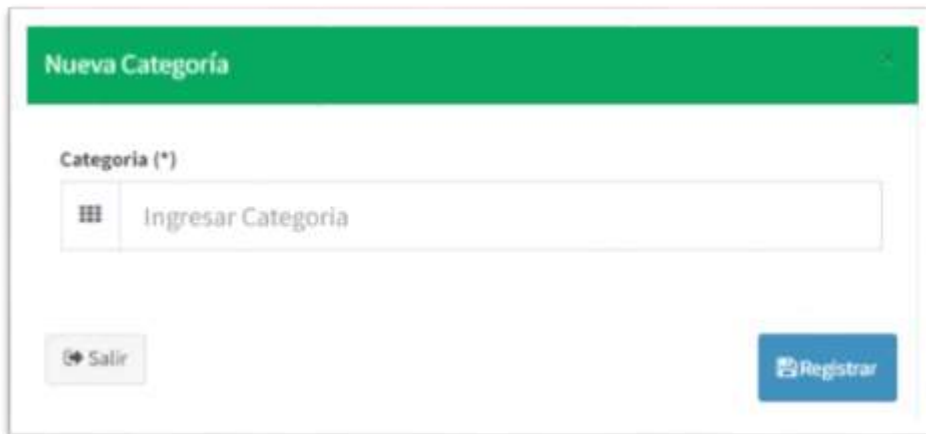 Nueva Categoría
Categoria (*)
Ingresar Categoria
Salir
Registrar